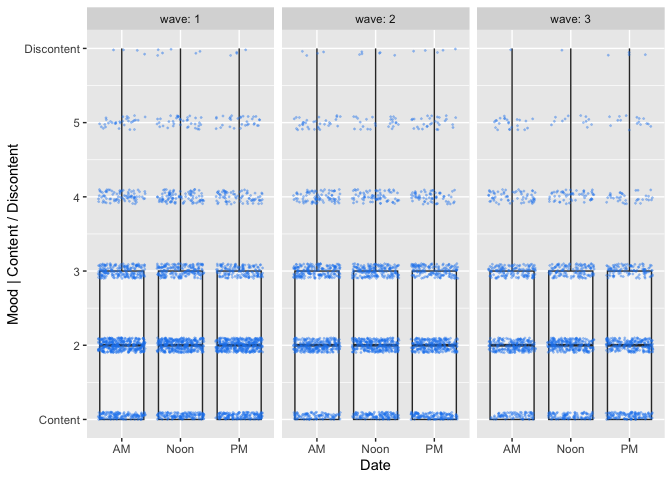 wave: 1
wave: 2
wave: 3
Mood | Content / Discontent
Discontent
5
4
3
2
Content
AM
Noon
PM
AM
Noon
PM
AM
Noon
PM
Date